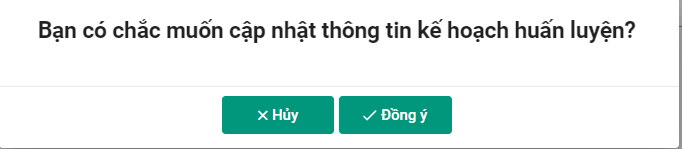 Bạn có chắc muốn cập nhật thông tin kế hoạch huấn luyện?
Hủy
Đồng ý